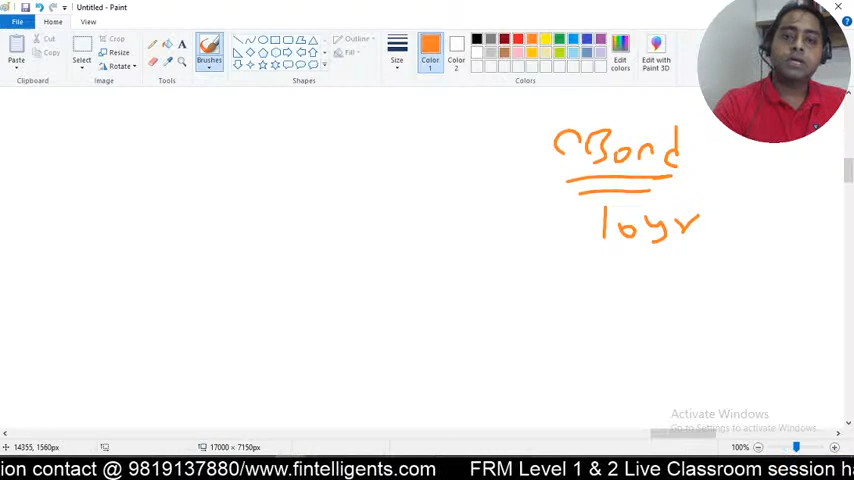 Untitled - Paint
File Home View
Paste
Cut
Copy
Clipboard
Select
Crop
Resize
Rotate
Image
Tools
Brushes
Shapes
Outline
Fill
Size
Color 1
Color 2
Colors
Edit colors
Edit with Paint 3D
CBond
10yr
Activate Windows
Go to Settings to activate Windows.
14355, 1560px
17000 × 7150px
100%
ion contact @ 9819137880/www.fintelligents.com FRM Level 1 & 2 Live Classroom session ha